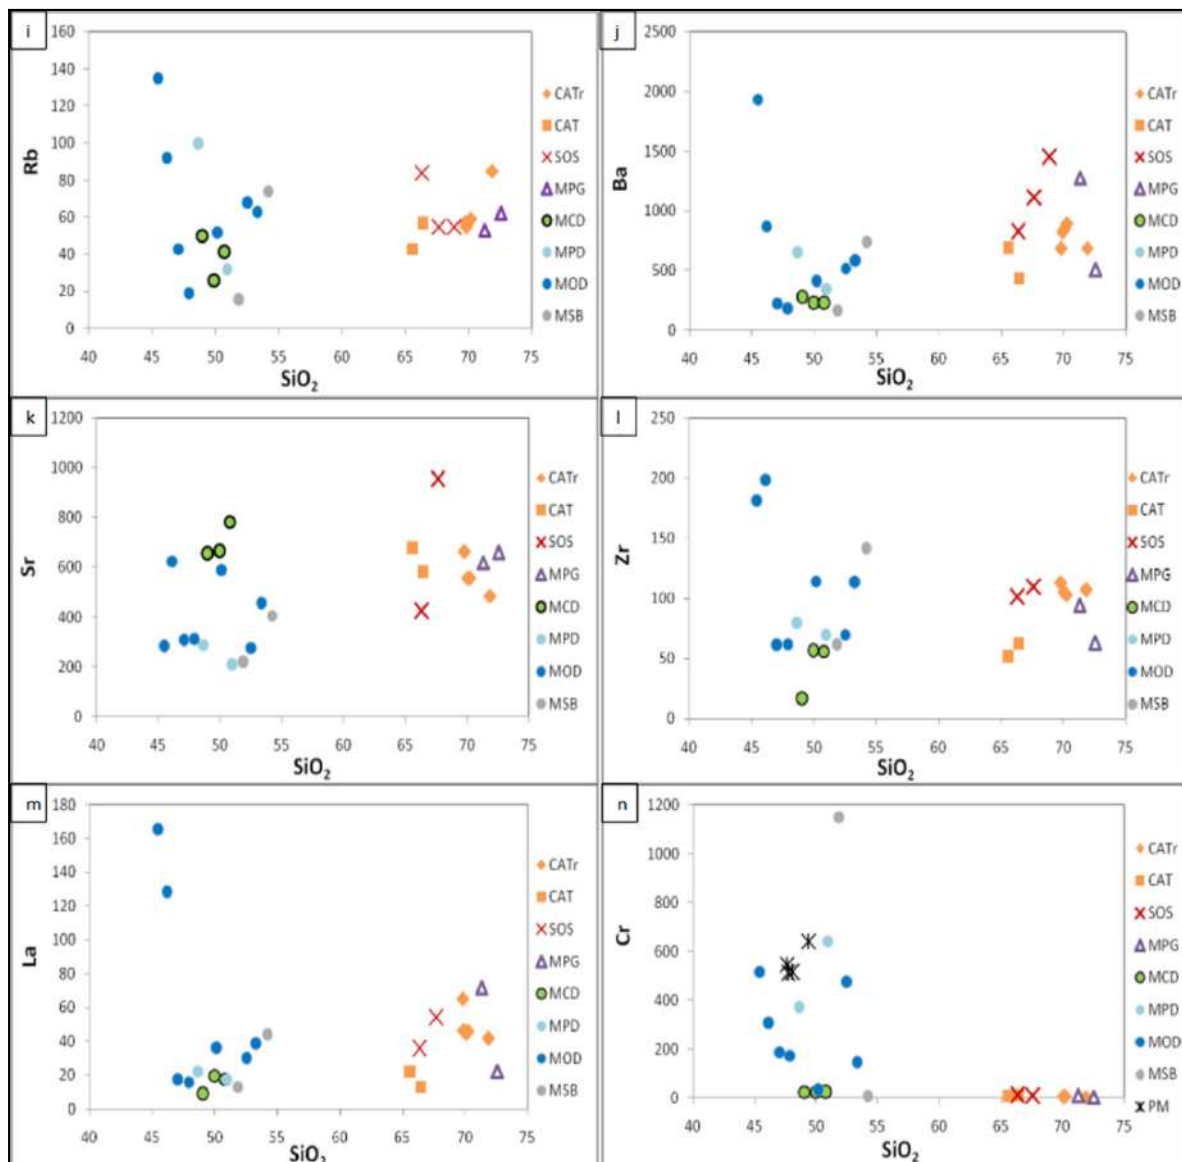 i
160
140
120
100
80
60
40
20
0
Rb
40 45 50 55 60 65 70 75
SiO₂
CATr
CAT
SOS
MPG
MCD
MPD
MOD
MSB
j
2500
2000
1500
1000
500
0
Ba
40 45 50 55 60 65 70 75
SiO₂
CATr
CAT
SOS
MPG
MCD
MPD
MOD
MSB
k
1200
1000
800
600
400
200
0
Sr
40 45 50 55 60 65 70 75
SiO₂
CATr
CAT
SOS
MPG
MCD
MPD
MOD
MSB
l
250
200
150
100
50
0
Zr
40 45 50 55 60 65 70 75
SiO₂
CATr
CAT
SOS
MPG
MCD
MPD
MOD
MSB
m
180
160
140
120
100
80
60
40
20
0
La
40 45 50 55 60 65 70 75
SiO₂
CATr
CAT
SOS
MPG
MCD
MPD
MOD
MSB
n
1200
1000
800
600
400
200
0
Cr
40 45 50 55 60 65 70 75
SiO₂
CATr
CAT
SOS
MPG
MCD
MPD
MOD
MSB
PM